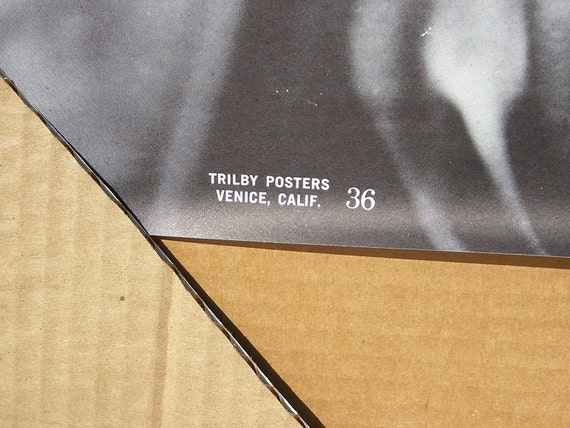 TRILBY POSTERS
VENICE, CALIF. 36